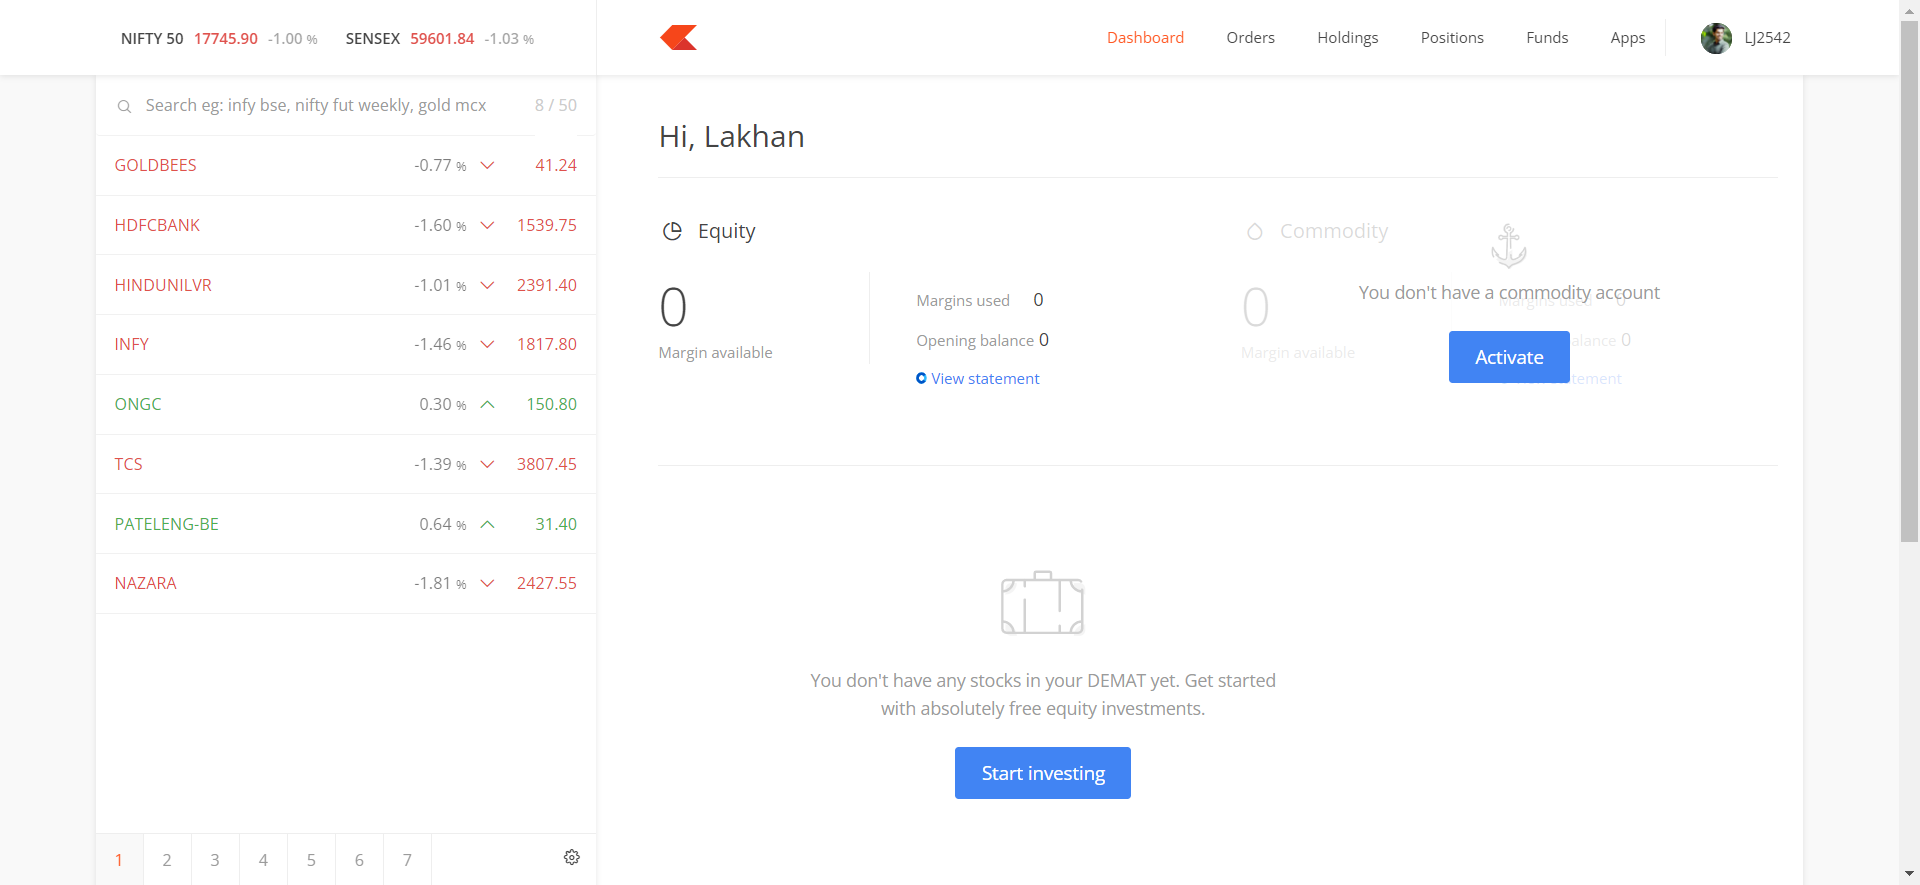 NIFTY 50 17745.90 -1.00 % SENSEX 59601.84 -1.03 %
Dashboard Orders Holdings Positions Funds Apps LJ2542
Search eg: infy bse, nifty fut weekly, gold mcx 8 / 50
GOLDBEES -0.77 % 41.24
HDFCBANK -1.60 % 1539.75
HINDUNILVR -1.01 % 2391.40
INFY -1.46 % 1817.80
ONGC 0.30 % 150.80
TCS -1.39 % 3807.45
PATELENG-BE 0.64 % 31.40
NAZARA -1.81 % 2427.55
1 2 3 4 5 6 7
Hi, Lakhan
Equity
0
Margin available
Margins used 0
Opening balance 0
View statement
Commodity
0
Margin available
You don't have a commodity account
Margins used 0
Activate
0
You don't have any stocks in your DEMAT yet. Get started
with absolutely free equity investments.
Start investing